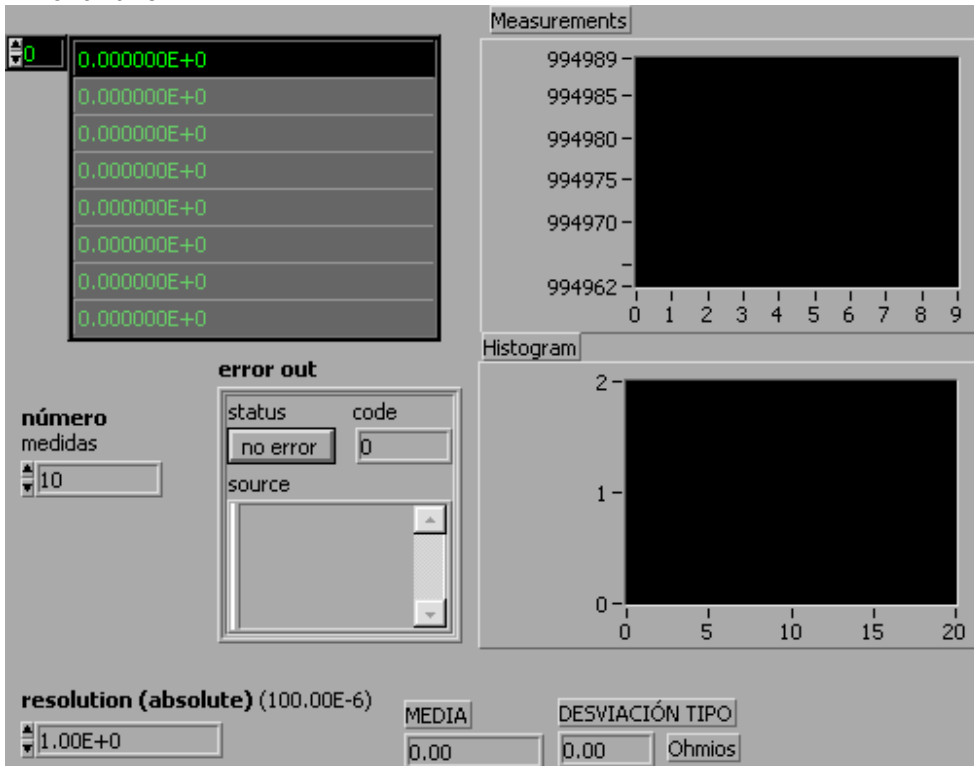 0
0.000000E+0
0.000000E+0
0.000000E+0
0.000000E+0
0.000000E+0
0.000000E+0
0.000000E+0
0.000000E+0
Measurements
994989
994985
994980
994975
994970
994962
0 1 2 3 4 5 6 7 8 9
error out
status code
no error 0
source
número
medidas
10
Histogram
2
1
0
0 5 10 15 20
resolution (absolute) (100.00E-6)
1.00E+0
MEDIA
0.00
DESVIACIÓN TIPO
0.00 Ohmios